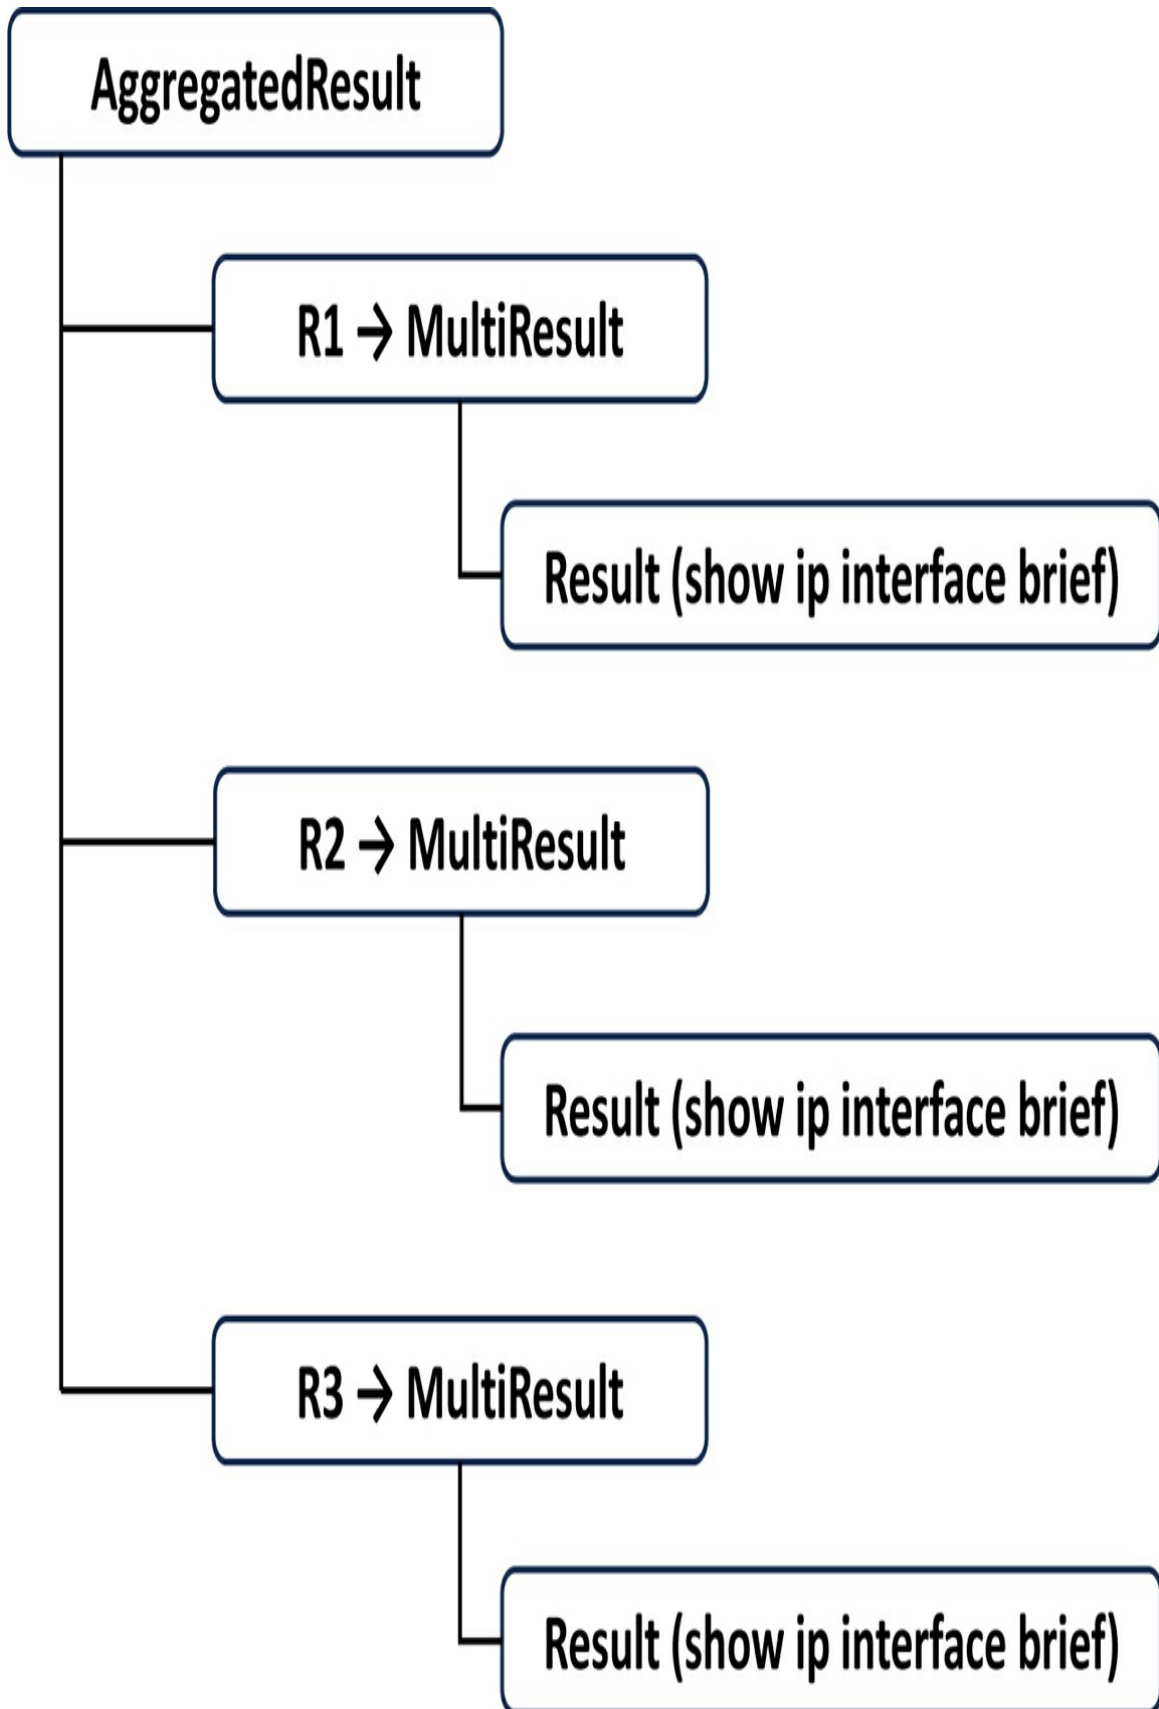 AggregatedResult
R1 → MultiResult
Result (show ip interface brief)
R2 → MultiResult
Result (show ip interface brief)
R3 → MultiResult
Result (show ip interface brief)